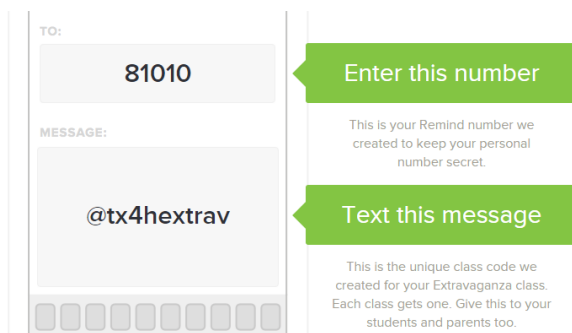 TO:
81010
Enter this number
This is your Remind number we
created to keep your personal
number secret.
MESSAGE:
@tx4hextrav
Text this message
This is the unique class code we
created for your Extravaganza class.
Each class gets one. Give this to your
students and parents too.